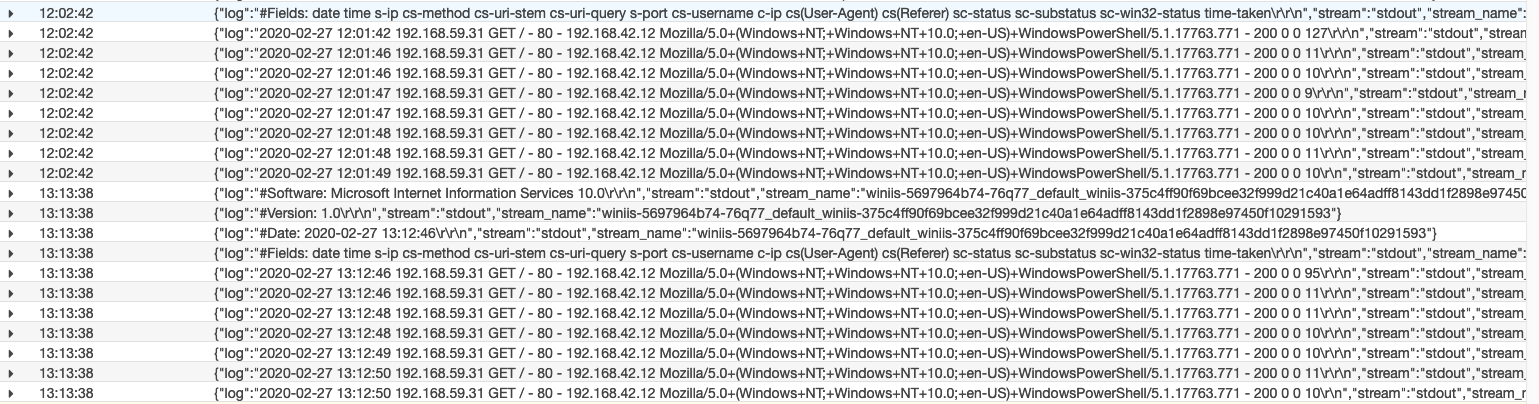 12:02:42 {"log":"#Fields: date time s-ip cs-method cs-uri-stem cs-uri-query s-port cs-username c-ip cs(User-Agent) cs(Referer) sc-status sc-substatus sc-win32-status time-taken\r\r\n","stream":"stdout","stream_name":
12:02:42 {"log":"2020-02-27 12:01:42 192.168.59.31 GET / - 80 - 192.168.42.12 Mozilla/5.0+(Windows+NT;+Windows+NT+10.0;+en-US)+WindowsPowerShell/5.1.17763.771 - 200 0 0 127\r\r\n","stream":"stdout","stream
12:02:42 {"log":"2020-02-27 12:01:46 192.168.59.31 GET / - 80 - 192.168.42.12 Mozilla/5.0+(Windows+NT;+Windows+NT+10.0;+en-US)+WindowsPowerShell/5.1.17763.771 - 200 0 0 11\r\r\n","stream":"stdout","stream_
12:02:42 {"log":"2020-02-27 12:01:46 192.168.59.31 GET / - 80 - 192.168.42.12 Mozilla/5.0+(Windows+NT;+Windows+NT+10.0;+en-US)+WindowsPowerShell/5.1.17763.771 - 200 0 0 10\r\r\n","stream":"stdout","stream_
12:02:42 {"log":"2020-02-27 12:01:47 192.168.59.31 GET / - 80 - 192.168.42.12 Mozilla/5.0+(Windows+NT;+Windows+NT+10.0;+en-US)+WindowsPowerShell/5.1.17763.771 - 200 0 0 9\r\r\n","stream":"stdout","stream_
12:02:42 {"log":"2020-02-27 12:01:47 192.168.59.31 GET / - 80 - 192.168.42.12 Mozilla/5.0+(Windows+NT;+Windows+NT+10.0;+en-US)+WindowsPowerShell/5.1.17763.771 - 200 0 0 10\r\r\n","stream":"stdout","stream_
12:02:42 {"log":"2020-02-27 12:01:48 192.168.59.31 GET / - 80 - 192.168.42.12 Mozilla/5.0+(Windows+NT;+Windows+NT+10.0;+en-US)+WindowsPowerShell/5.1.17763.771 - 200 0 0 10\r\r\n","stream":"stdout","stream_
12:02:42 {"log":"2020-02-27 12:01:48 192.168.59.31 GET / - 80 - 192.168.42.12 Mozilla/5.0+(Windows+NT;+Windows+NT+10.0;+en-US)+WindowsPowerShell/5.1.17763.771 - 200 0 0 11\r\r\n","stream":"stdout","stream_
12:02:42 {"log":"2020-02-27 12:01:49 192.168.59.31 GET / - 80 - 192.168.42.12 Mozilla/5.0+(Windows+NT;+Windows+NT+10.0;+en-US)+WindowsPowerShell/5.1.17763.771 - 200 0 0 10\r\r\n","stream":"stdout","stream_
13:13:38 {"log":"#Software: Microsoft Internet Information Services 10.0\r\r\n","stream":"stdout","stream_name":"winiis-5697964b74-76q77_default_winiis-375c4ff90f69bcee32f999d21c40a1e64adff8143dd1f2898e97450
13:13:38 {"log":"#Version: 1.0\r\r\n","stream":"stdout","stream_name":"winiis-5697964b74-76q77_default_winiis-375c4ff90f69bcee32f999d21c40a1e64adff8143dd1f2898e97450f10291593"}
13:13:38 {"log":"#Date: 2020-02-27 13:12:46\r\r\n","stream":"stdout","stream_name":"winiis-5697964b74-76q77_default_winiis-375c4ff90f69bcee32f999d21c40a1e64adff8143dd1f2898e97450f10291593"}
13:13:38 {"log":"#Fields: date time s-ip cs-method cs-uri-stem cs-uri-query s-port cs-username c-ip cs(User-Agent) cs(Referer) sc-status sc-substatus sc-win32-status time-taken\r\r\n","stream":"stdout","stream_name":
13:13:38 {"log":"2020-02-27 13:12:46 192.168.59.31 GET / - 80 - 192.168.42.12 Mozilla/5.0+(Windows+NT;+Windows+NT+10.0;+en-US)+WindowsPowerShell/5.1.17763.771 - 200 0 0 95\r\r\n","stream":"stdout","stream_
13:13:38 {"log":"2020-02-27 13:12:46 192.168.59.31 GET / - 80 - 192.168.42.12 Mozilla/5.0+(Windows+NT;+Windows+NT+10.0;+en-US)+WindowsPowerShell/5.1.17763.771 - 200 0 0 11\r\r\n","stream":"stdout","stream_
13:13:38 {"log":"2020-02-27 13:12:48 192.168.59.31 GET / - 80 - 192.168.42.12 Mozilla/5.0+(Windows+NT;+Windows+NT+10.0;+en-US)+WindowsPowerShell/5.1.17763.771 - 200 0 0 11\r\r\n","stream":"stdout","stream_
13:13:38 {"log":"2020-02-27 13:12:48 192.168.59.31 GET / - 80 - 192.168.42.12 Mozilla/5.0+(Windows+NT;+Windows+NT+10.0;+en-US)+WindowsPowerShell/5.1.17763.771 - 200 0 0 10\r\r\n","stream":"stdout","stream_
13:13:38 {"log":"2020-02-27 13:12:49 192.168.59.31 GET / - 80 - 192.168.42.12 Mozilla/5.0+(Windows+NT;+Windows+NT+10.0;+en-US)+WindowsPowerShell/5.1.17763.771 - 200 0 0 10\r\r\n","stream":"stdout","stream_
13:13:38 {"log":"2020-02-27 13:12:50 192.168.59.31 GET / - 80 - 192.168.42.12 Mozilla/5.0+(Windows+NT;+Windows+NT+10.0;+en-US)+WindowsPowerShell/5.1.17763.771 - 200 0 0 11\r\r\n","stream":"stdout","stream_
13:13:38 {"log":"2020-02-27 13:12:50 192.168.59.31 GET / - 80 - 192.168.42.12 Mozilla/5.0+(Windows+NT;+Windows+NT+10.0;+en-US)+WindowsPowerShell/5.1.17763.771 - 200 0 0 10\r\n","stream":"stdout","stream_